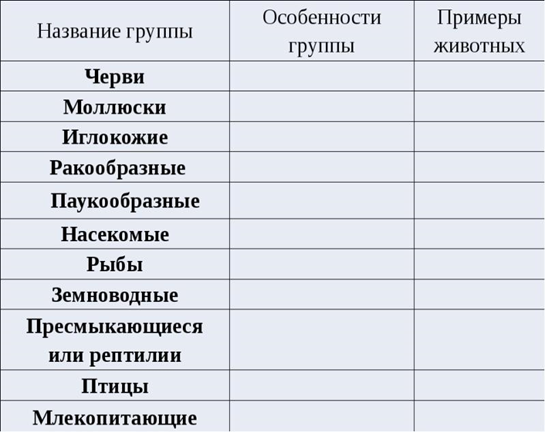 Название группы
Особенности
группы
Примеры
животных
Черви
Моллюски
Иглокожие
Ракообразные
Паукообразные
Насекомые
Рыбы
Земноводные
Пресмыкающиеся
или рептилии
Птицы
Млекопитающие